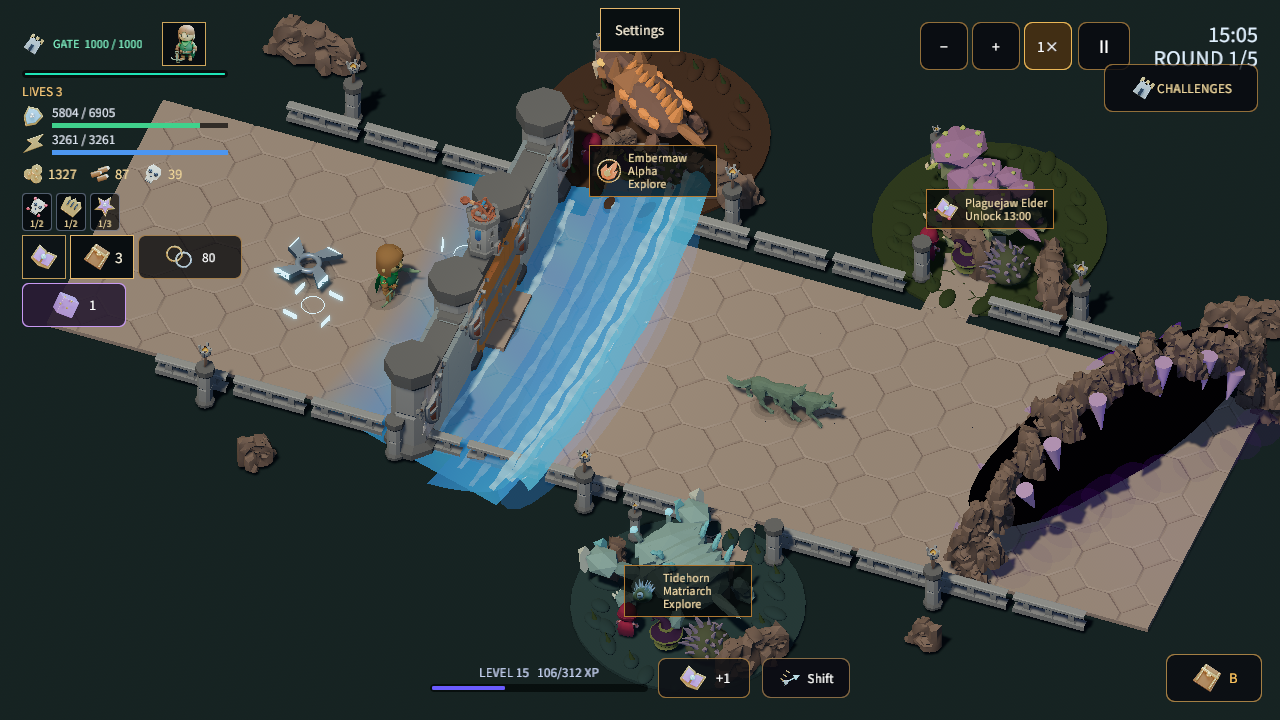 GATE 1000 / 1000
Settings
−
+
1×
15:05
ROUND 1/5
CHALLENGES
LIVES 3
5804 / 6905
3261 / 3261
1327
87
39
1/2
1/2
1/3
3
80
1
Embermaw
Alpha
Explore
Plaguejaw Elder
Unlock 13:00
Tidehorn
Matriarch
Explore
LEVEL 15 106/312 XP
+1
Shift
B